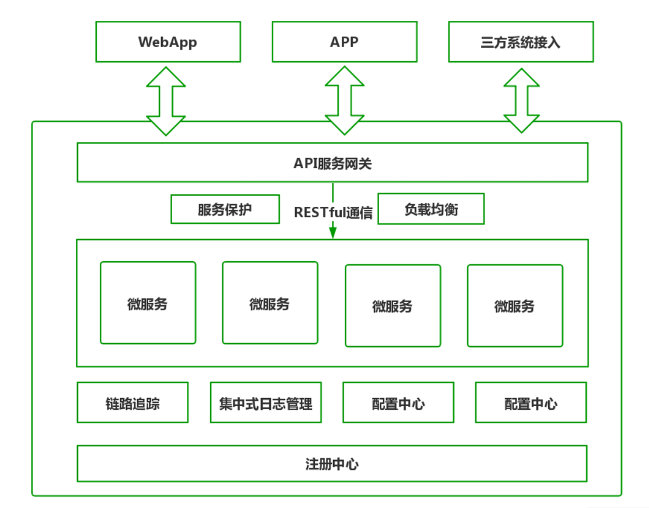 WebApp
APP
三方系统接入
API服务网关
服务保护
RESTful通信
负载均衡
微服务
微服务
微服务
微服务
链路追踪
集中式日志管理
配置中心
配置中心
注册中心